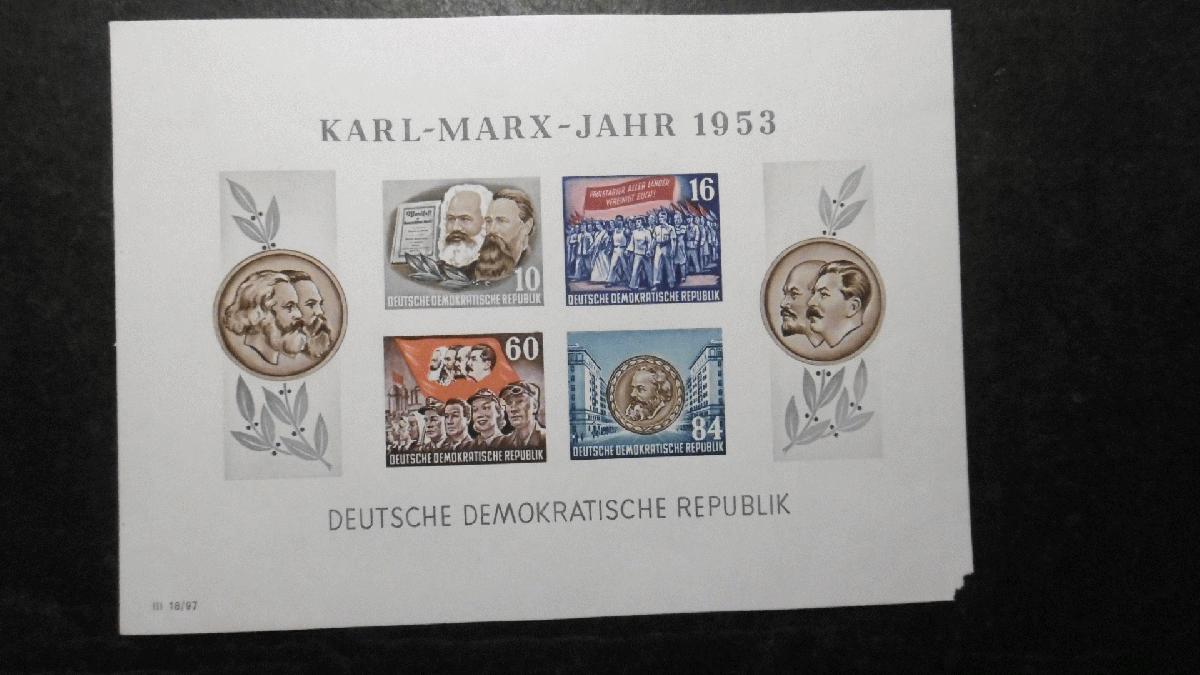 KARL-MARX-JAHR 1953
Manifest
10
DEUTSCHE DEMOKRATISCHE REPUBLIK
PROLETARIER ALLER LÄNDER
VEREINIGT EUCH!
16
DEUTSCHE DEMOKRATISCHE REPUBLIK
60
DEUTSCHE DEMOKRATISCHE REPUBLIK
84
DEUTSCHE DEMOKRATISCHE REPUBLIK
DEUTSCHE DEMOKRATISCHE REPUBLIK
III 18/97